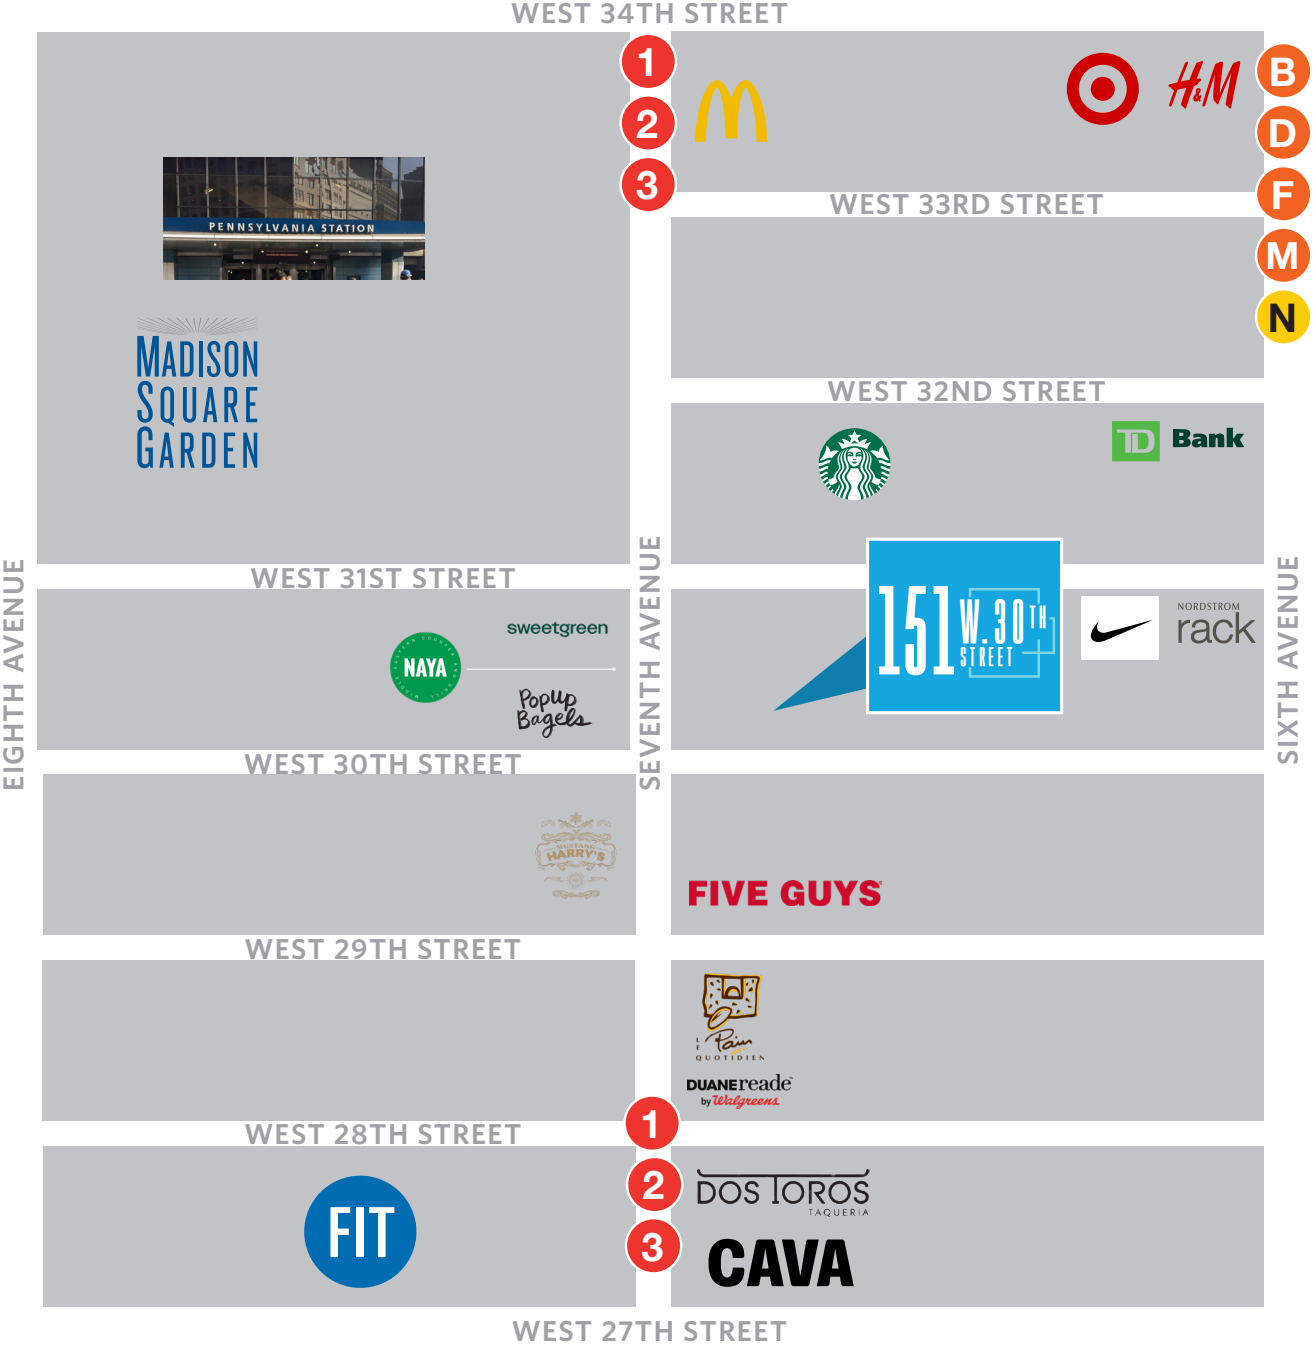 WEST 34TH STREET
1
2
3
H&M
B
D
F
M
N
WEST 33RD STREET
PENNSYLVANIA STATION
MADISON
SQUARE
GARDEN
WEST 32ND STREET
TD Bank
WEST 31ST STREET
EIGHTH AVENUE
SEVENTH AVENUE
SIXTH AVENUE
NAYA
sweetgreen
PopUp
Bagels
151 W.30TH
STREET
NORDSTROM
rack
WEST 30TH STREET
MUSTANG
HARRY'S
FIVE GUYS
WEST 29TH STREET
LE Pain
QUOTIDIEN
DUANEreade
by Walgreens
WEST 28TH STREET
1
2
3
FIT
DOS TOROS
TAQUERIA
CAVA
WEST 27TH STREET